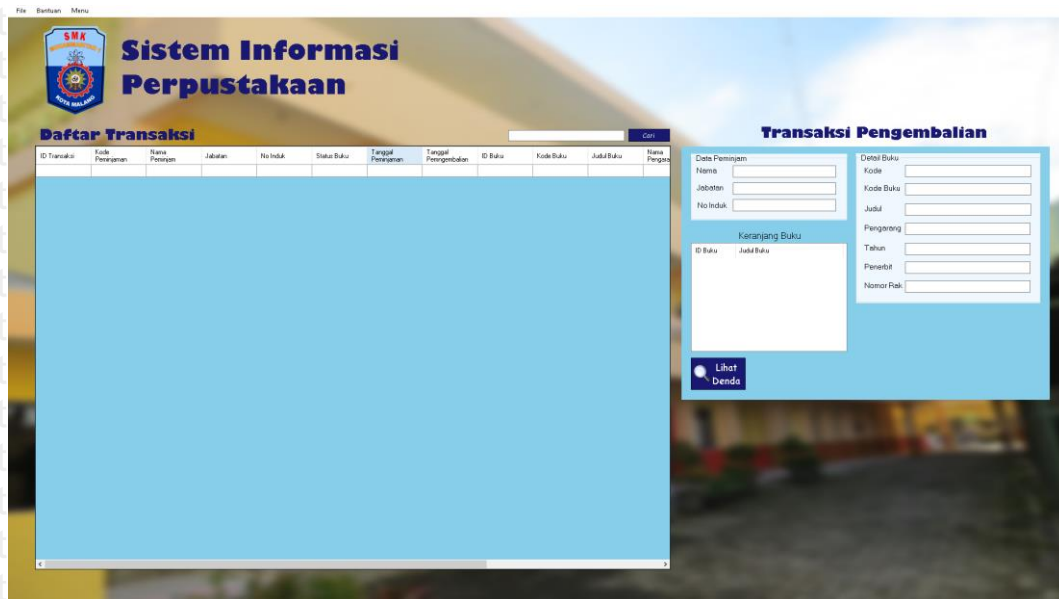 File Bantuan Menu
SMK
KOTA MALANG
Sistem Informasi
Perpustakaan
Daftar Transaksi
Cari
Transaksi Pengembalian
ID Transaksi
Kode
Peminjaman
Nama
Peminjam
Jabatan
No Induk
Status Buku
Tanggal
Peminjaman
Tanggal
Pengembalian
ID Buku
Kode Buku
Judul Buku
Nama
Data Peminjam
Nama
Jabatan
No Induk
Keranjang Buku
ID Buku
Judul Buku
Lihat
Denda
Detail Buku
Kode
Kode Buku
Judul
Pengarang
Tahun
Penerbit
Nomor Rak